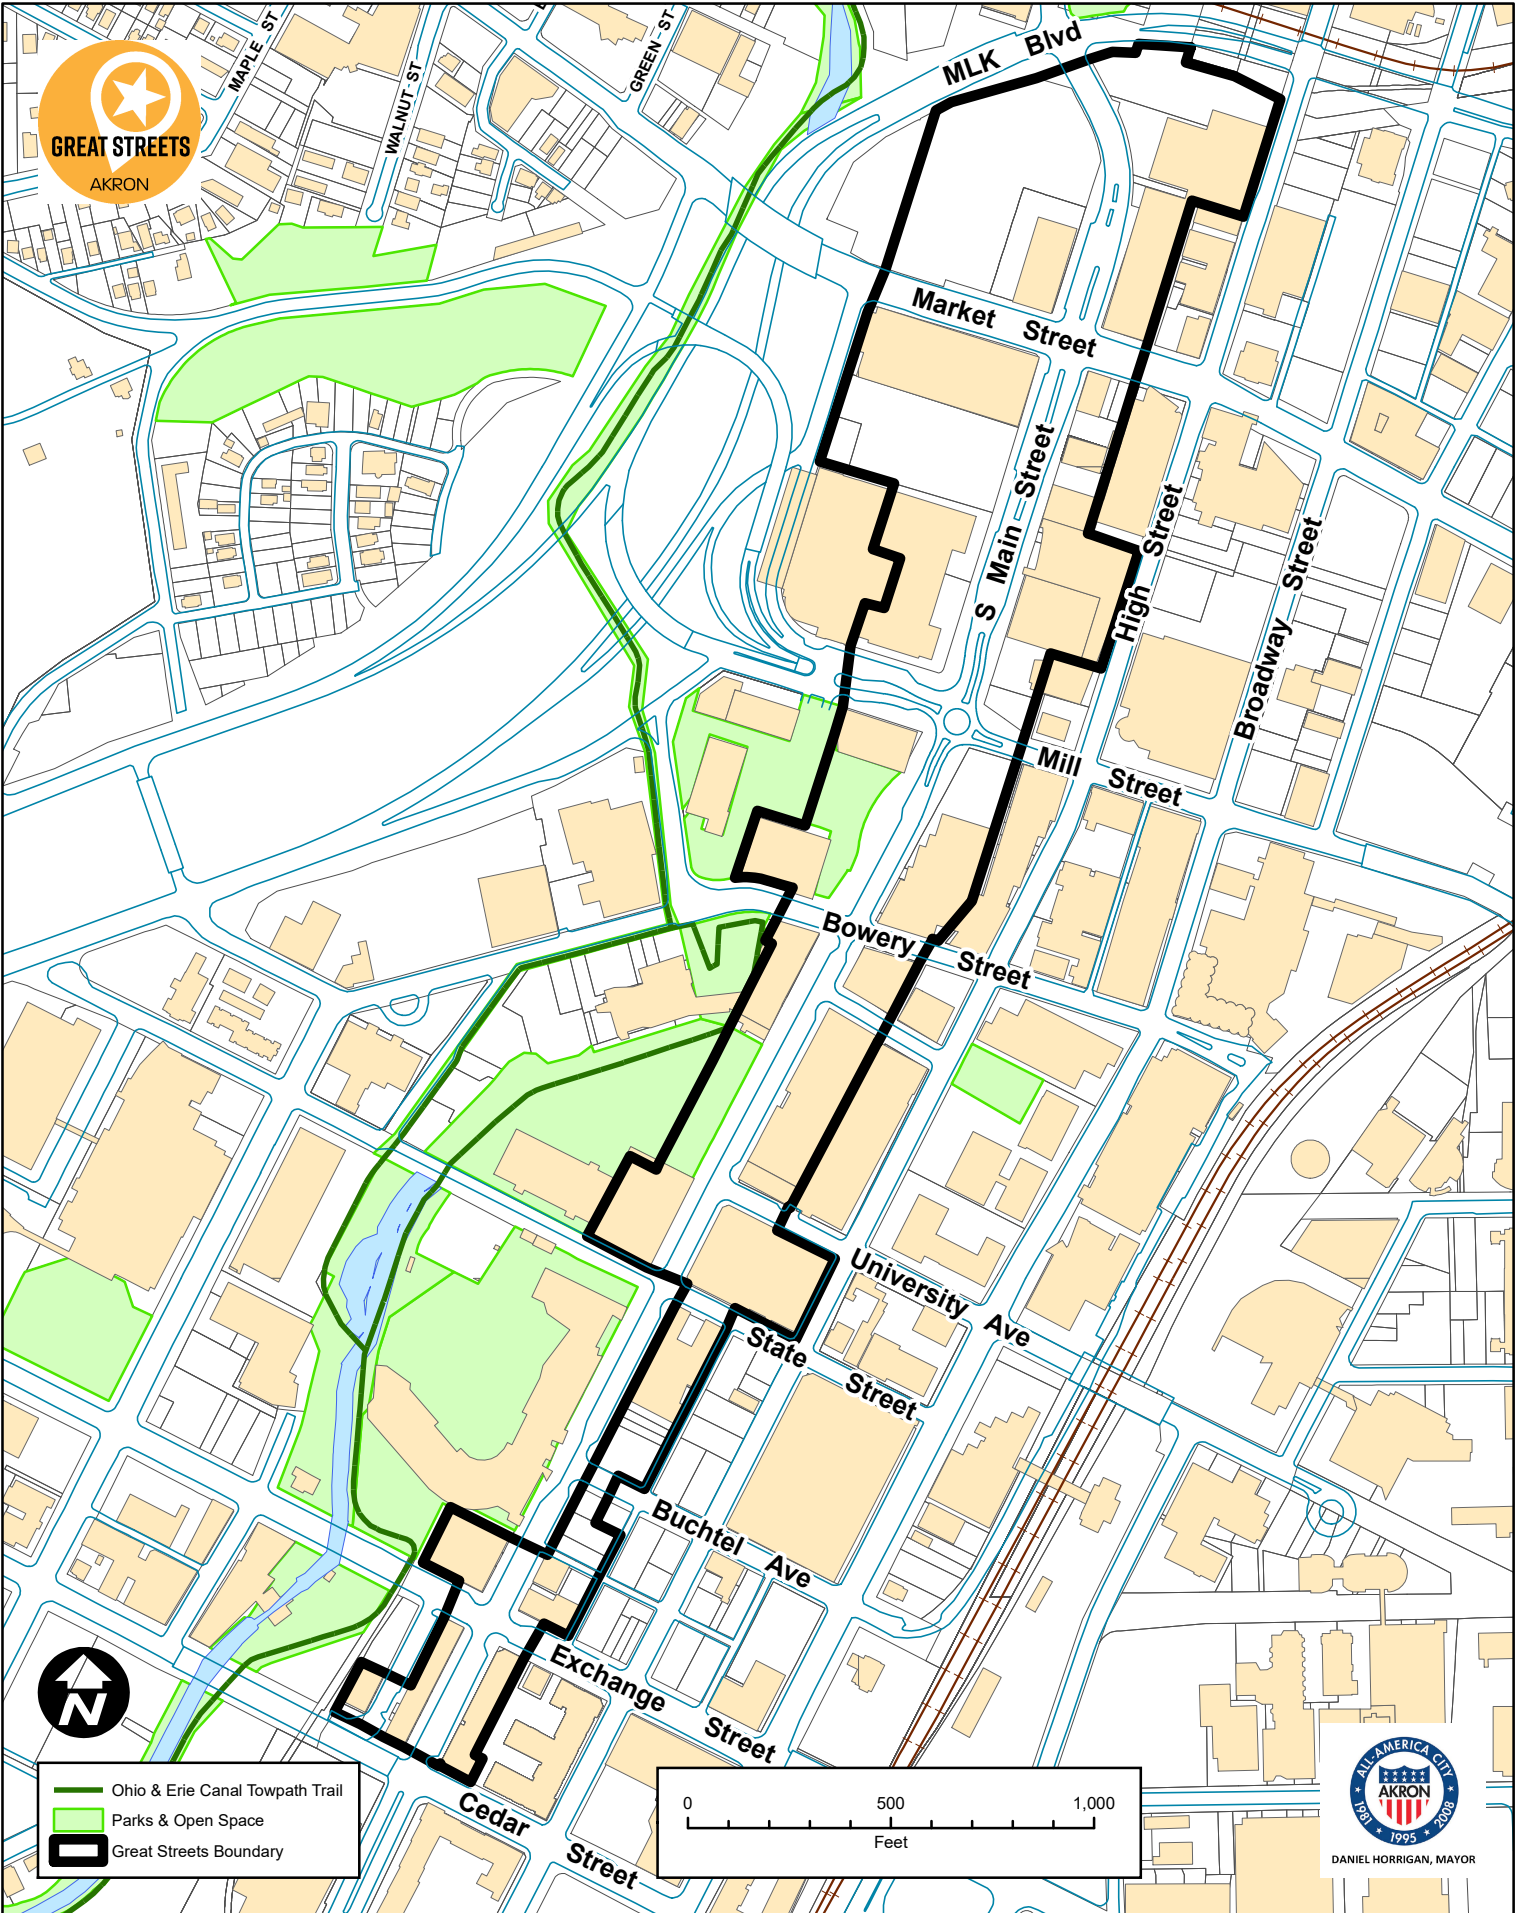 MAPLE ST
WALNUT ST
GREEN ST
MLK Blvd
GREAT STREETS
AKRON
Market Street
S Main Street
High Street
Broadway Street
Mill Street
Bowery Street
University Ave
State Street
Buchtel Ave
Exchange Street
Cedar Street
N
Ohio & Erie Canal Towpath Trail
Parks & Open Space
Great Streets Boundary
0 500 1,000
Feet
ALL-AMERICA CITY
AKRON
1981 ★ 1995 ★ 2008
DANIEL HORRIGAN, MAYOR